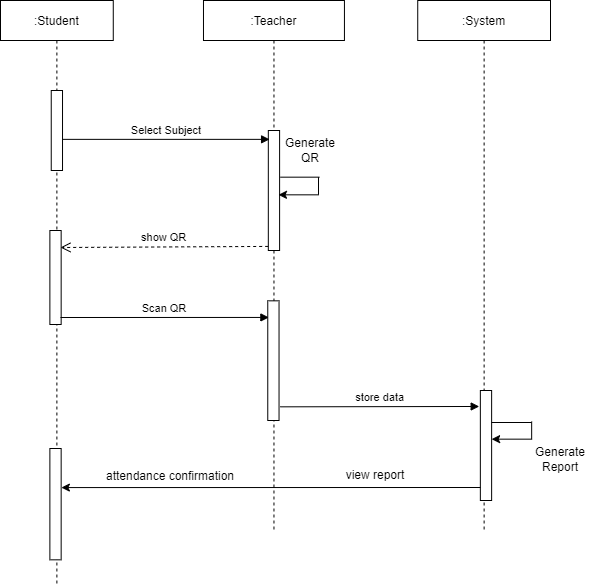 :Student
:Teacher
:System
Select Subject
Generate
QR
show QR
Scan QR
store data
Generate
Report
attendance confirmation
view report